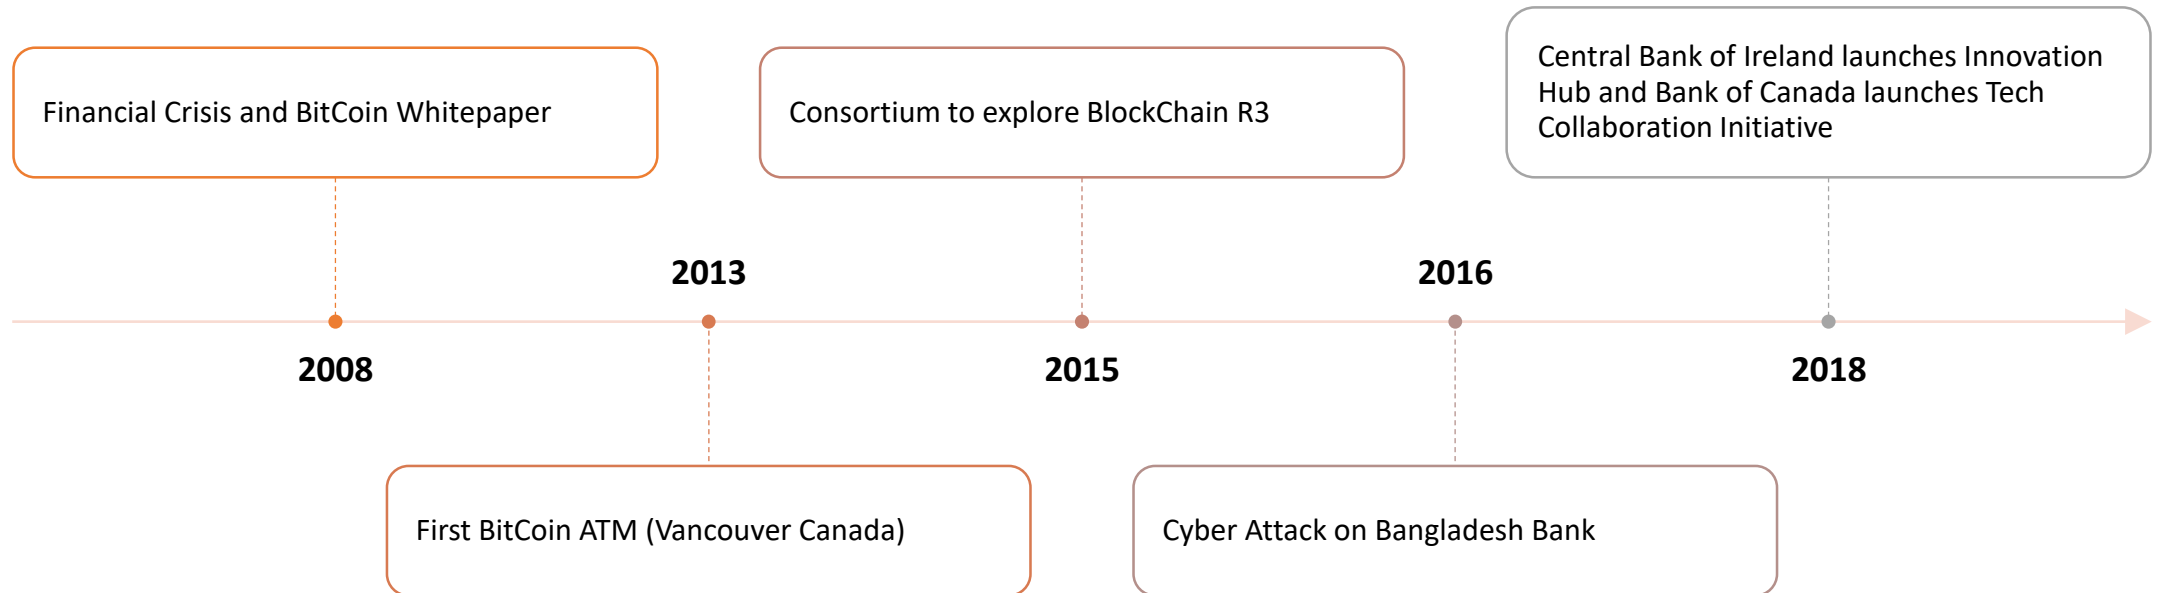 Financial Crisis and BitCoin Whitepaper
Consortium to explore BlockChain R3
Central Bank of Ireland launches Innovation
Hub and Bank of Canada launches Tech
Collaboration Initiative
2013
2016
2008
2015
2018
First BitCoin ATM (Vancouver Canada)
Cyber Attack on Bangladesh Bank